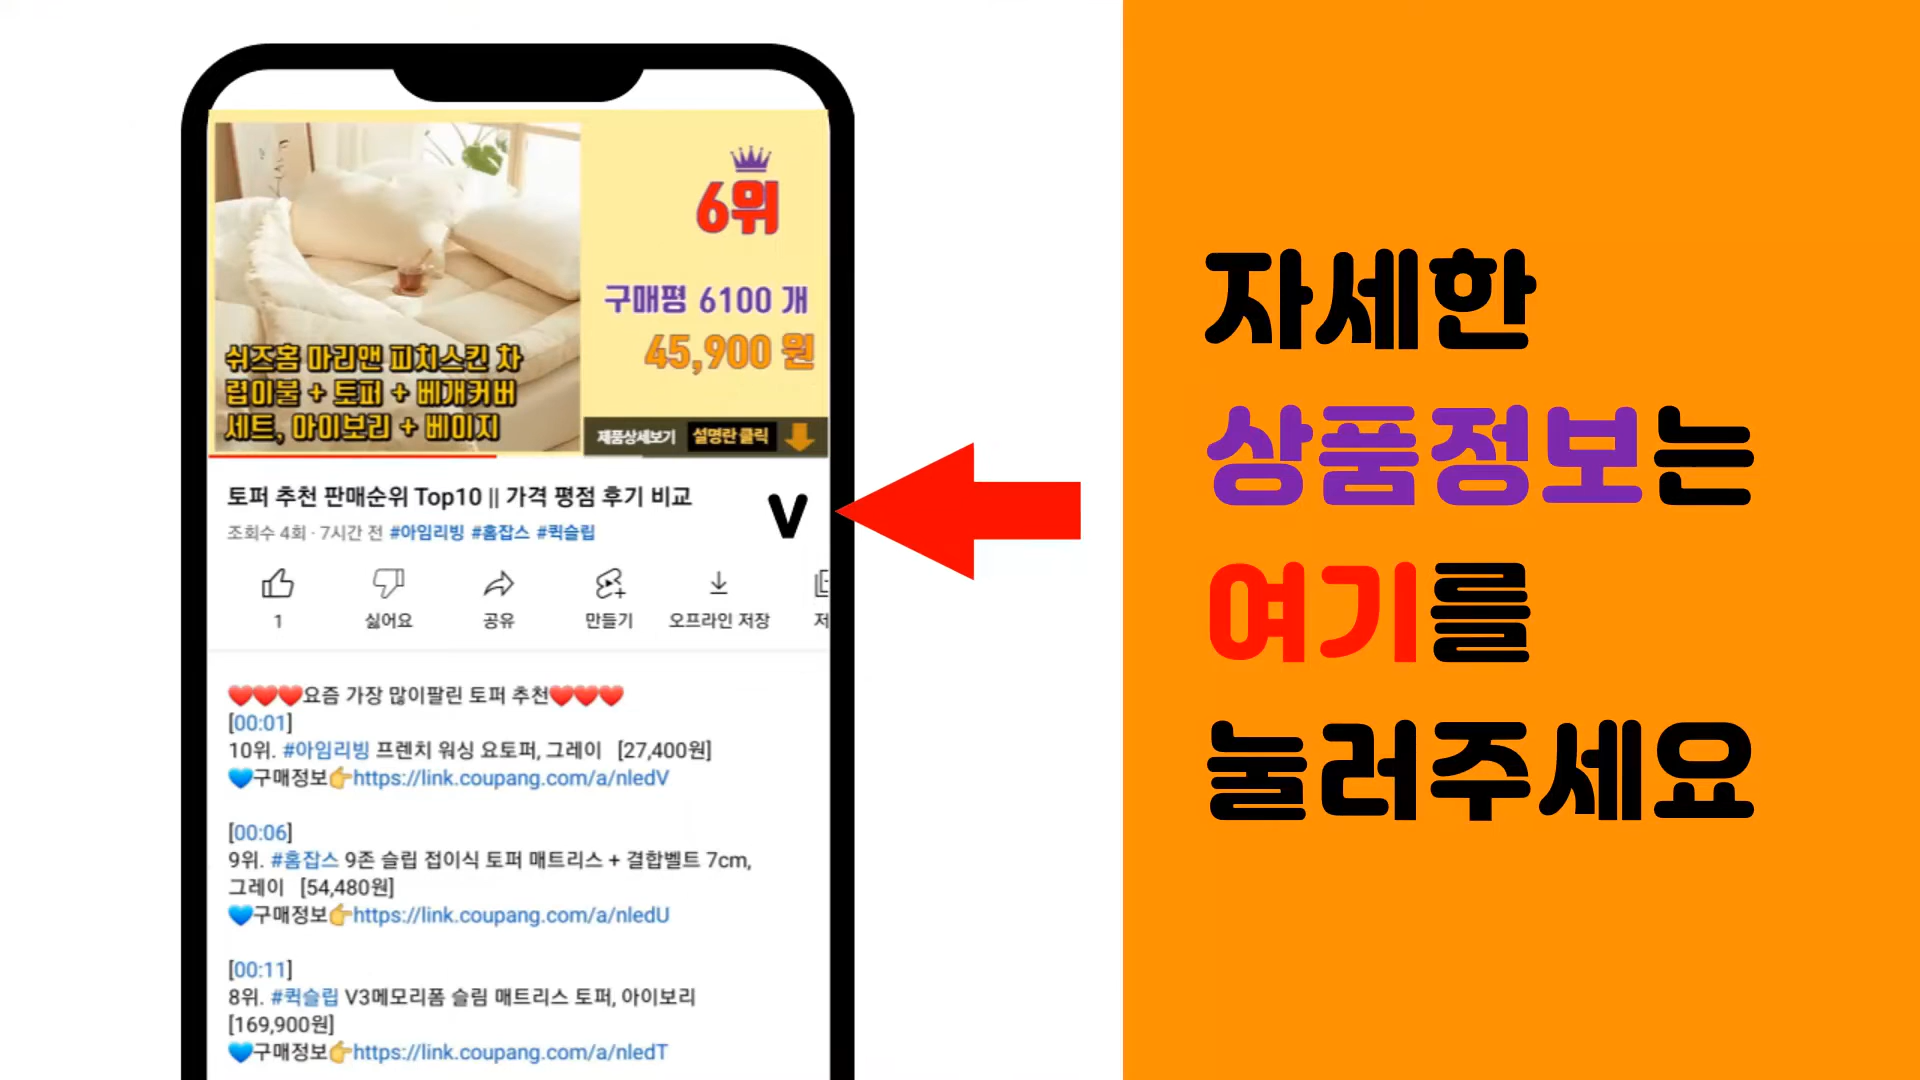 6위
구매평 6100 개
45,900 원
쉬즈홈 마리앤 피치스킨 차
렵이불 + 토퍼 + 베개커버
세트, 아이보리 + 베이지
제품상세보기 설명란 클릭
토퍼 추천 판매순위 Top10 || 가격 평점 후기 비교
V
조회수 4회 · 7시간 전 #아임리빙 #홈잡스 #퀵슬립
1 싫어요 공유 만들기 오프라인 저장 저
❤️❤️❤️요즘 가장 많이팔린 토퍼 추천❤️❤️❤️
[00:01]
10위. #아임리빙 프렌치 워싱 요토퍼, 그레이 [27,400원]
💙구매정보👉https://link.coupang.com/a/nledV
[00:06]
9위. #홈잡스 9존 슬립 접이식 토퍼 매트리스 + 결합벨트 7cm,
그레이 [54,480원]
💙구매정보👉https://link.coupang.com/a/nledU
[00:11]
8위. #퀵슬립 V3메모리폼 슬림 매트리스 토퍼, 아이보리
[169,900원]
💙구매정보👉https://link.coupang.com/a/nledT
자세한
상품정보는
여기를
눌러주세요